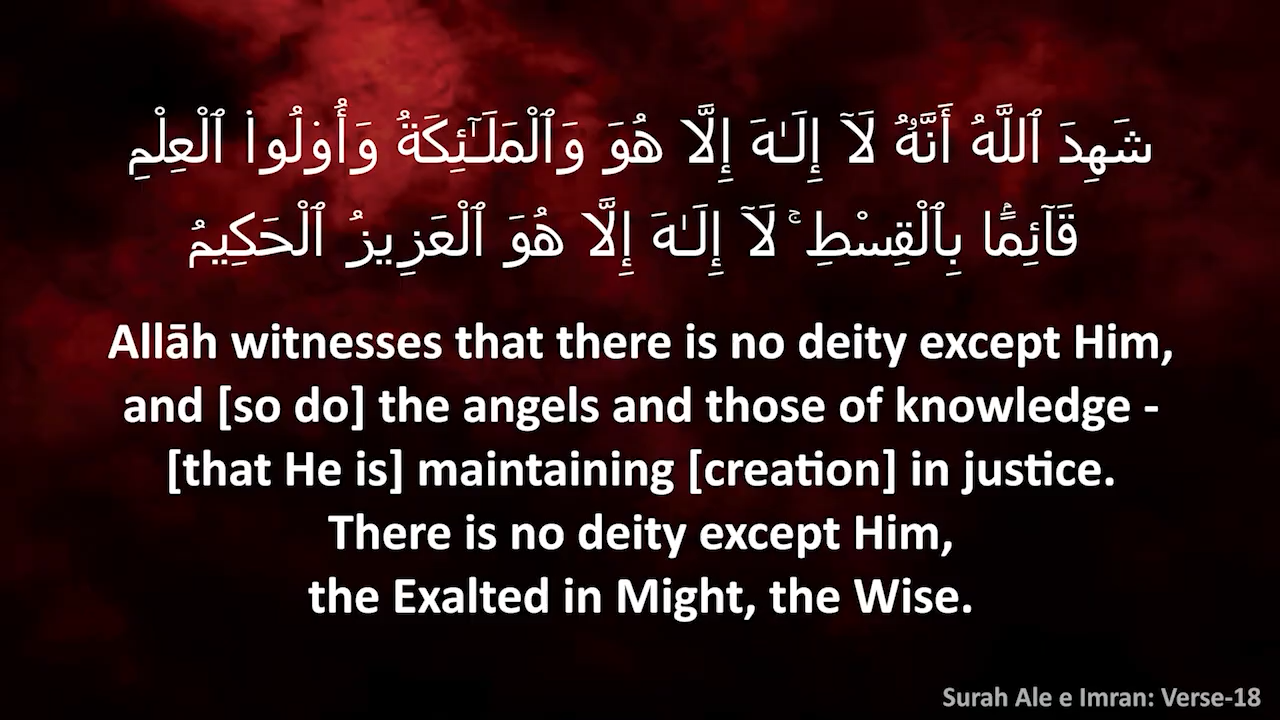 شَهِدَ ٱللَّهُ أَنَّهُۥ لَآ إِلَـٰهَ إِلَّا هُوَ وَٱلْمَلَـٰٓئِكَةُ وَأُو۟لُوا۟ ٱلْعِلْمِ
قَآئِمًۢا بِٱلْقِسْطِ ۚ لَآ إِلَـٰهَ إِلَّا هُوَ ٱلْعَزِيزُ ٱلْحَكِيمُ
Allāh witnesses that there is no deity except Him,
and [so do] the angels and those of knowledge -
[that He is] maintaining [creation] in justice.
There is no deity except Him,
the Exalted in Might, the Wise.
Surah Ale e Imran: Verse-18